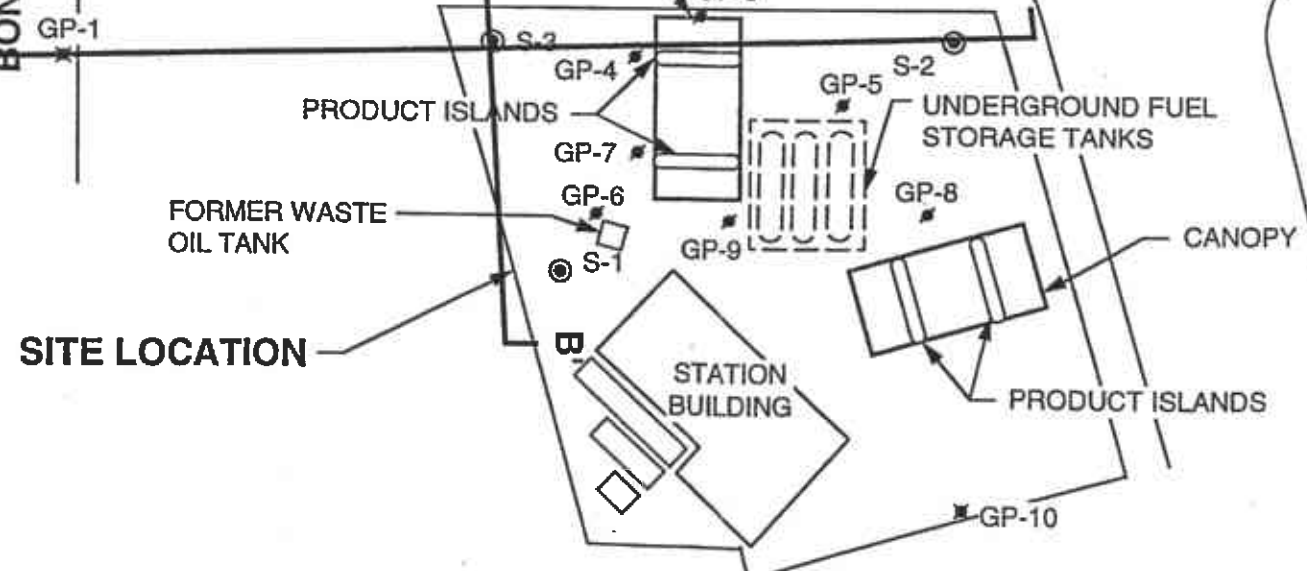 BON
GP-1
S-3
GP-4
S-2
GP-5
PRODUCT ISLANDS
UNDERGROUND FUEL
STORAGE TANKS
GP-7
GP-6
GP-8
FORMER WASTE
OIL TANK
GP-9
CANOPY
S-1
SITE LOCATION
B'
STATION
BUILDING
PRODUCT ISLANDS
GP-10